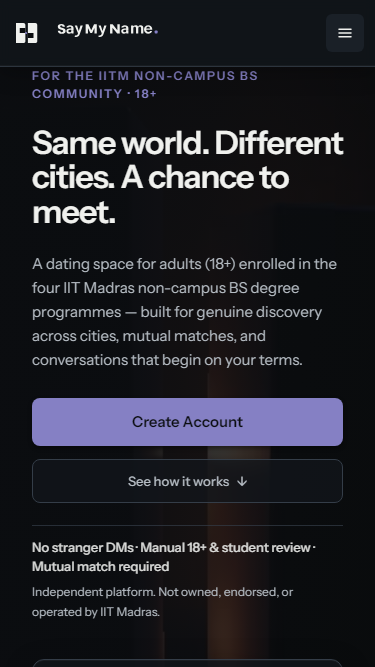 Say My Name.
FOR THE IITM NON-CAMPUS BS
COMMUNITY · 18+
Same world. Different
cities. A chance to
meet.
A dating space for adults (18+) enrolled in the
four IIT Madras non-campus BS degree
programmes — built for genuine discovery
across cities, mutual matches, and
conversations that begin on your terms.
Create Account
See how it works ↓
No stranger DMs · Manual 18+ & student review ·
Mutual match required
Independent platform. Not owned, endorsed, or
operated by IIT Madras.